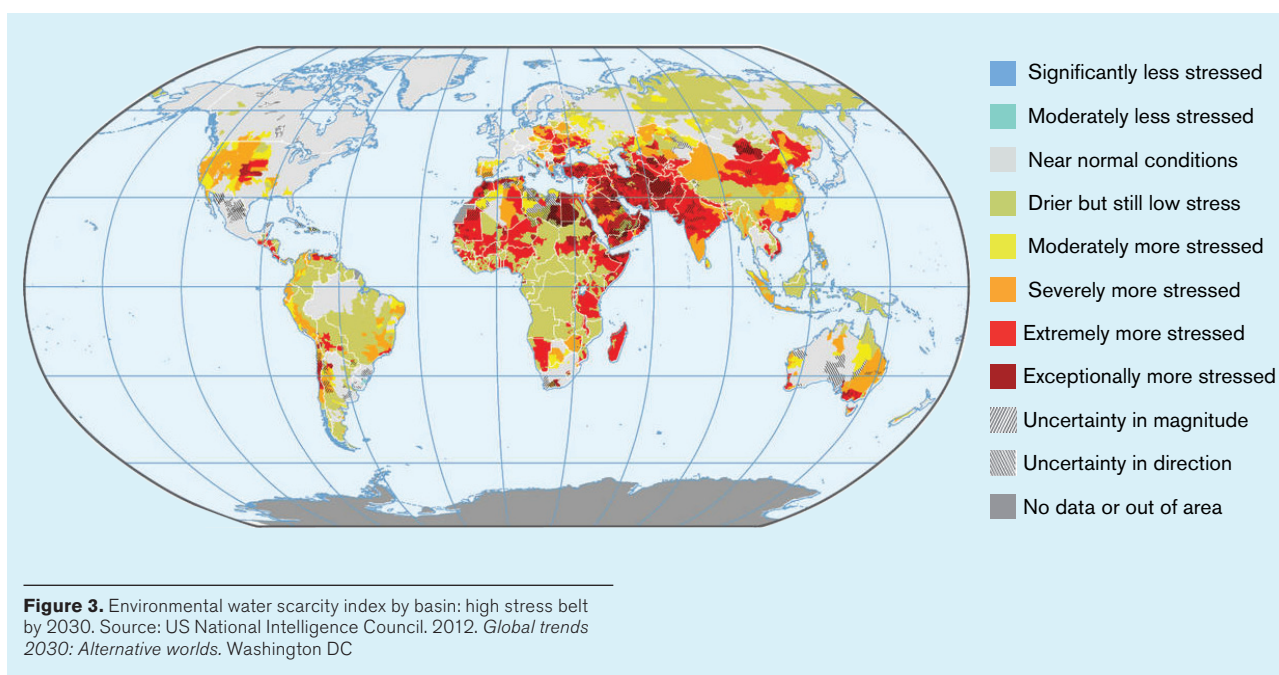 Significantly less stressed
Moderately less stressed
Near normal conditions
Drier but still low stress
Moderately more stressed
Severely more stressed
Extremely more stressed
Exceptionally more stressed
Uncertainty in magnitude
Uncertainty in direction
No data or out of area
Figure 3. Environmental water scarcity index by basin: high stress belt
by 2030. Source: US National Intelligence Council. 2012. Global trends
2030: Alternative worlds. Washington DC